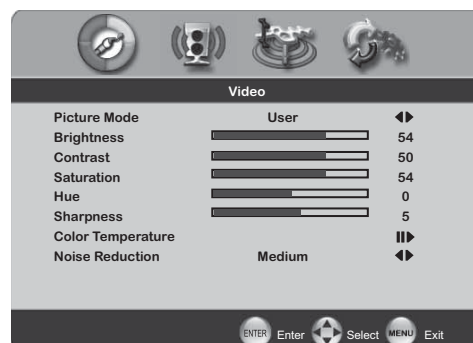 Video
Picture Mode User
Brightness 54
Contrast 50
Saturation 54
Hue 0
Sharpness 5
Color Temperature
Noise Reduction Medium
ENTER Enter Select MENU Exit